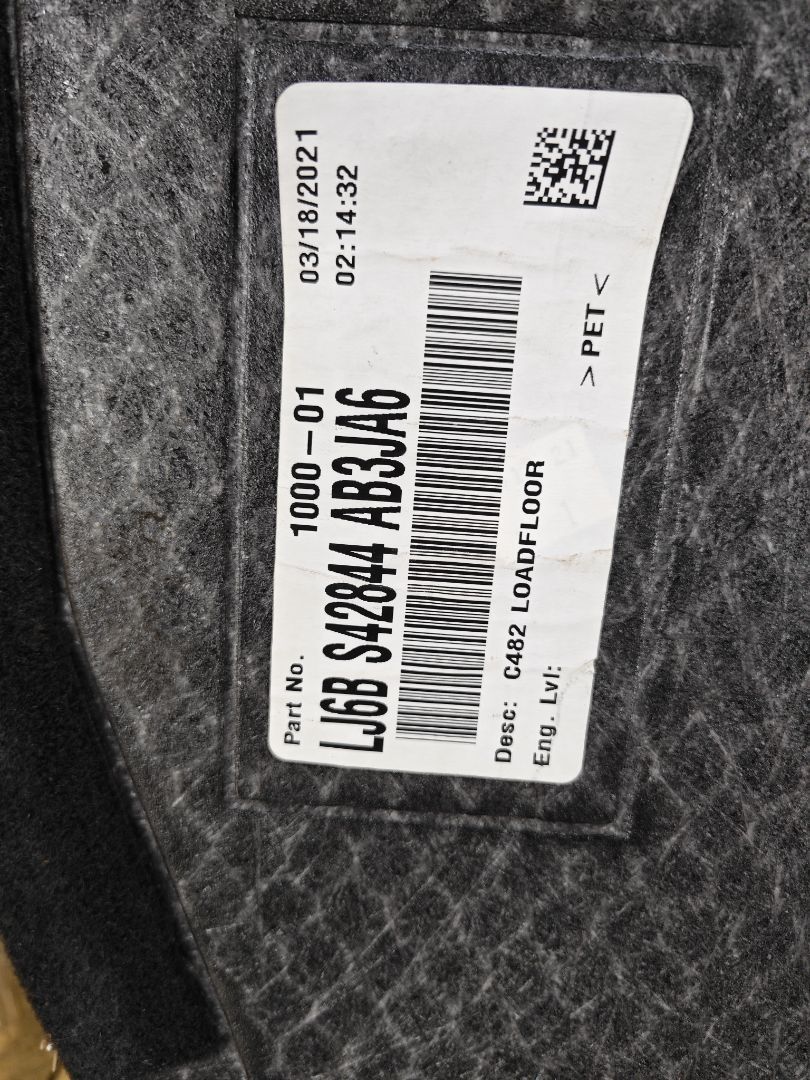 Part No. 1000-01 03/18/2021
LJ6B S42844 AB3JA6 02:14:32
Desc: C482 LOADFLOOR
Eng. Lvl: >PET<